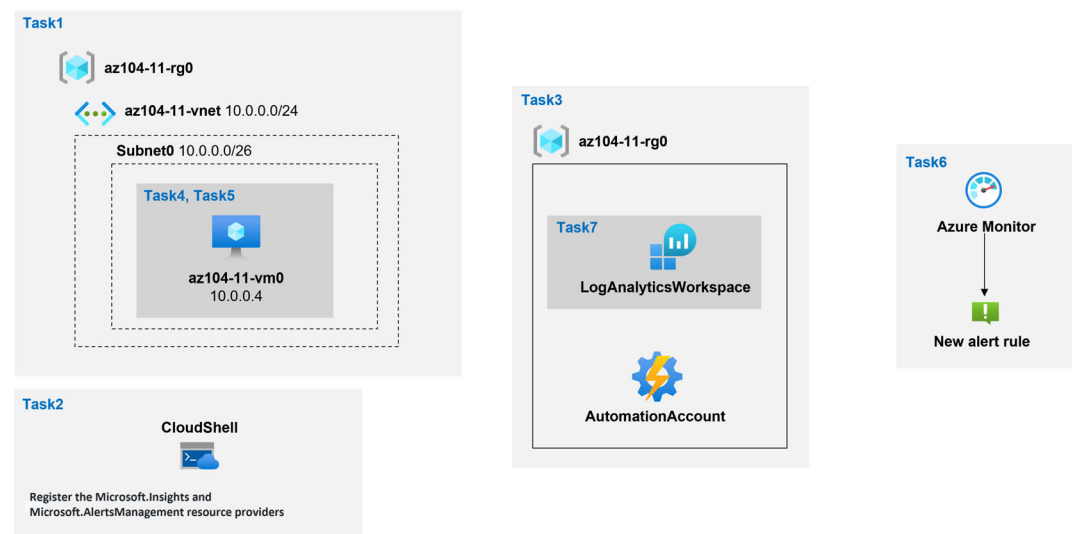 Task1
az104-11-rg0
az104-11-vnet 10.0.0.0/24
Subnet0 10.0.0.0/26
Task4, Task5
az104-11-vm0
10.0.0.4
Task2
CloudShell
Register the Microsoft.Insights and
Microsoft.AlertsManagement resource providers
Task3
az104-11-rg0
Task7
LogAnalyticsWorkspace
AutomationAccount
Task6
Azure Monitor
New alert rule